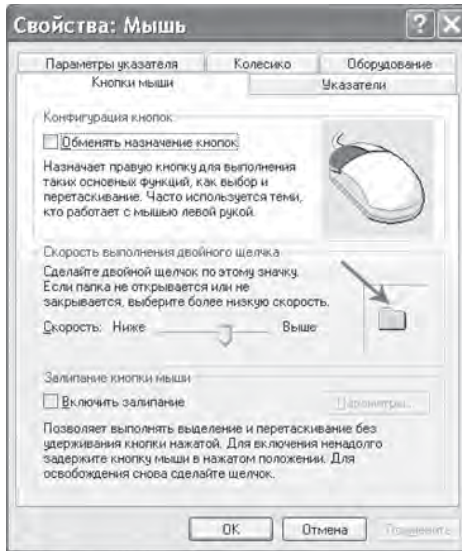 Свойства: Мышь
Параметры указателя Колесико Оборудование
Кнопки мыши Указатели
Конфигурация кнопок
Обменять назначение кнопок
Назначает правую кнопку для выполнения
таких основных функций, как выбор и
перетаскивание. Часто используется теми,
кто работает с мышью левой рукой.
Скорость выполнения двойного щелчка
Сделайте двойной щелчок по этому значку.
Если папка не открывается или не
закрывается, выберите более низкую скорость.
Скорость: Ниже Выше
Залипание кнопки мыши
Включить залипание Параметры...
Позволяет выполнять выделение и перетаскивание без
удерживания кнопки нажатой. Для включения ненадолго
задержите кнопку мыши в нажатом положении. Для
освобождения снова сделайте щелчок.
OK Отмена Применить